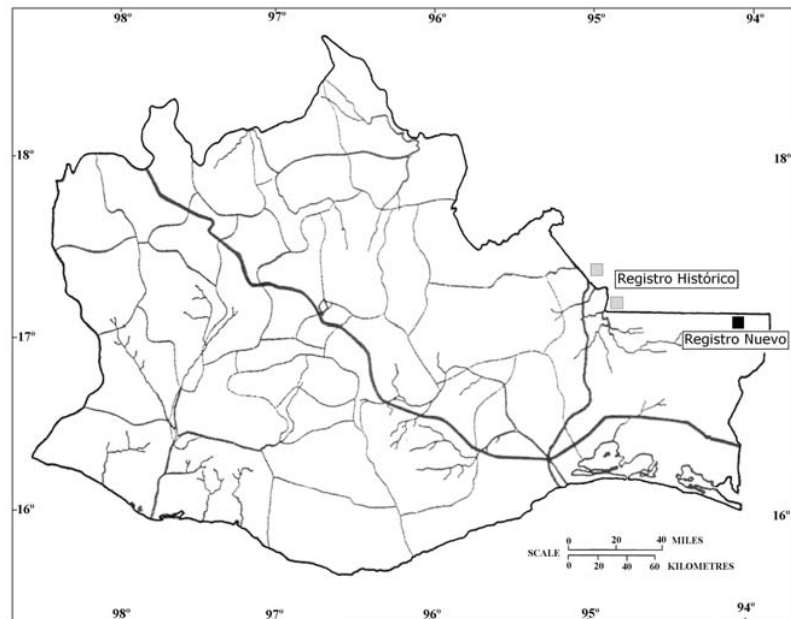 98º 97º 96º 95º 94º
18º 18º
Registro Histórico
17º
Registro Nuevo
16º 16º
0 20 40 MILES
SCALE
0 20 40 60 KILOMETRES
98º 97º 96º 95º 94º